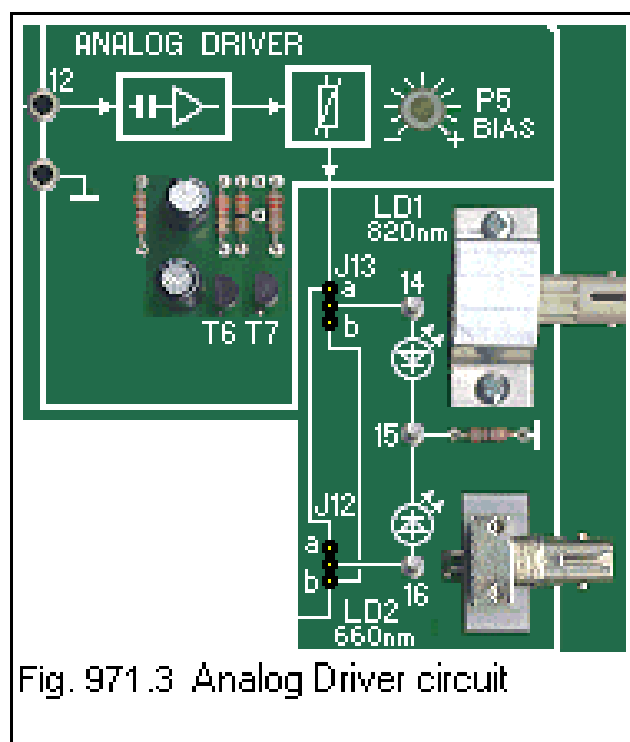 ANALOG DRIVER
12
P5
BIAS
LD1
820nm
J13
a
14
b
T6 T7
15
J12
a
b
16
LD2
660nm
Fig. 971.3 Analog Driver circuit